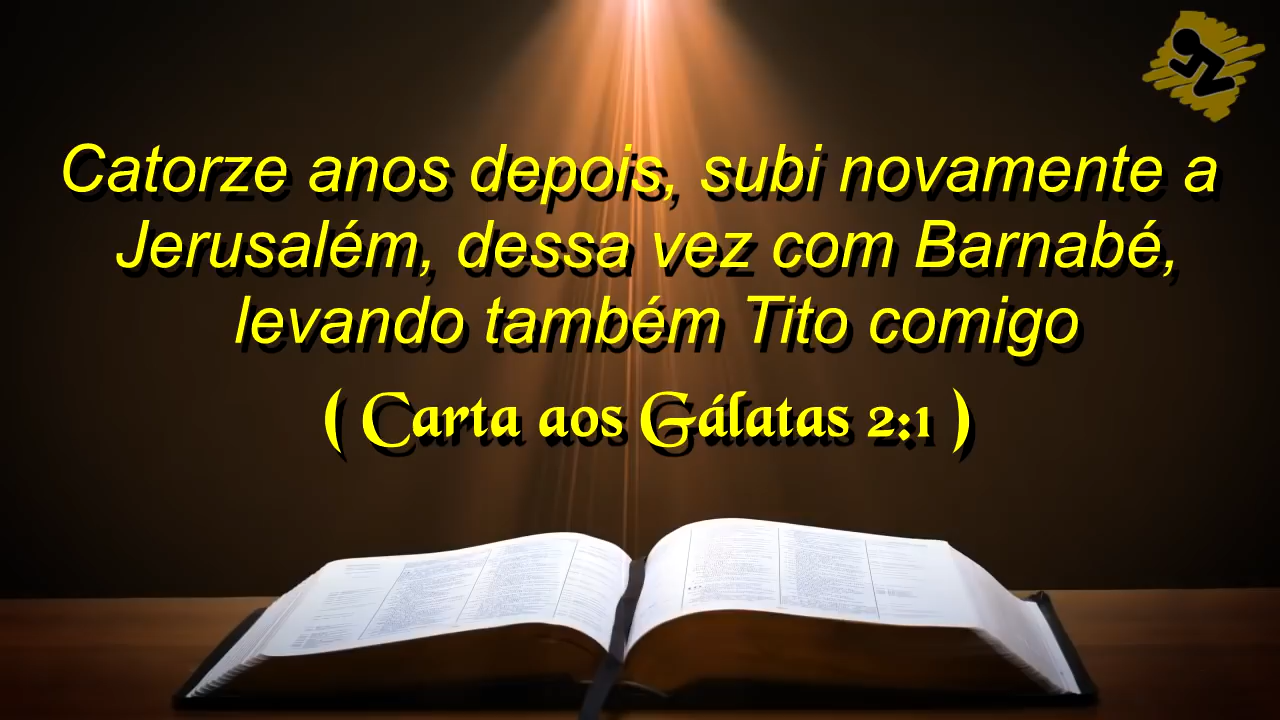 Catorze anos depois, subi novamente a
Jerusalém, dessa vez com Barnabé,
levando também Tito comigo
( Carta aos Gálatas 2:1 )